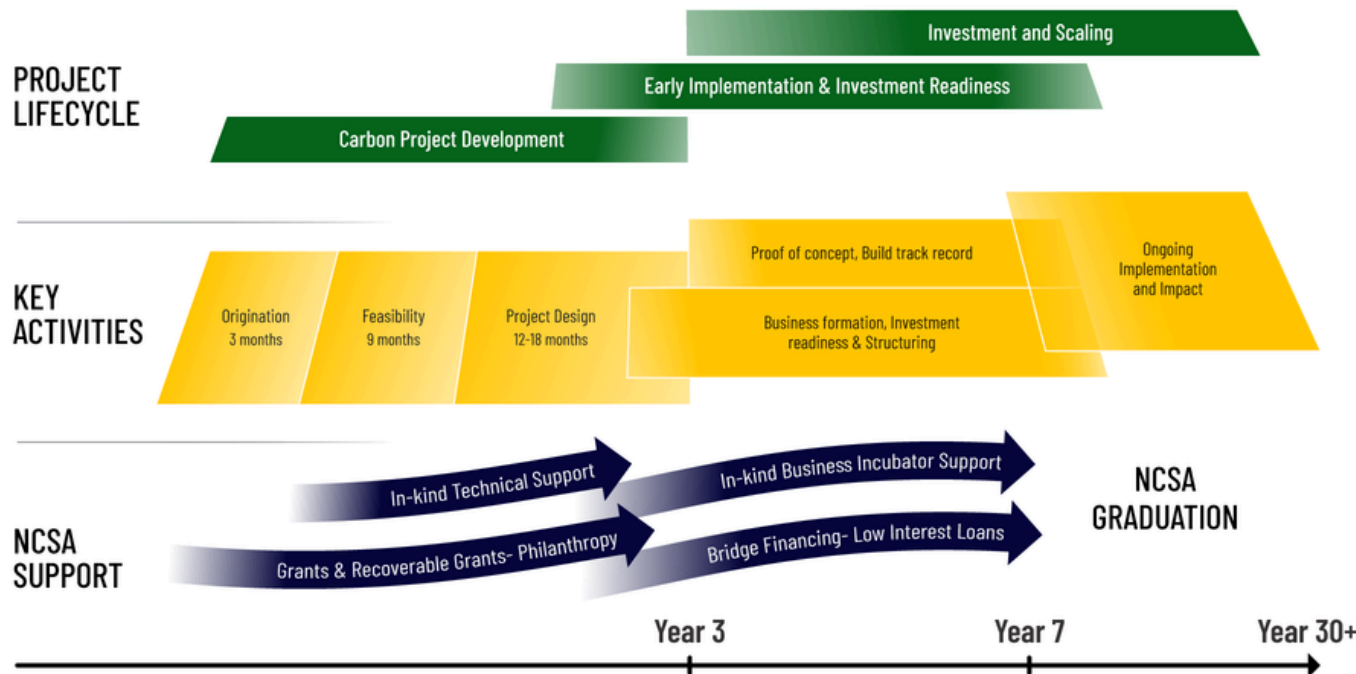 PROJECT
LIFECYCLE
Investment and Scaling
Early Implementation & Investment Readiness
Carbon Project Development
KEY
ACTIVITIES
Origination
3 months
Feasibility
9 months
Project Design
12-18 months
Proof of concept, Build track record
Business formation, Investment
readiness & Structuring
Ongoing
Implementation
and Impact
NCSA
SUPPORT
In-kind Technical Support
Grants & Recoverable Grants- Philanthropy
In-kind Business Incubator Support
Bridge Financing- Low Interest Loans
NCSA
GRADUATION
Year 3
Year 7
Year 30+